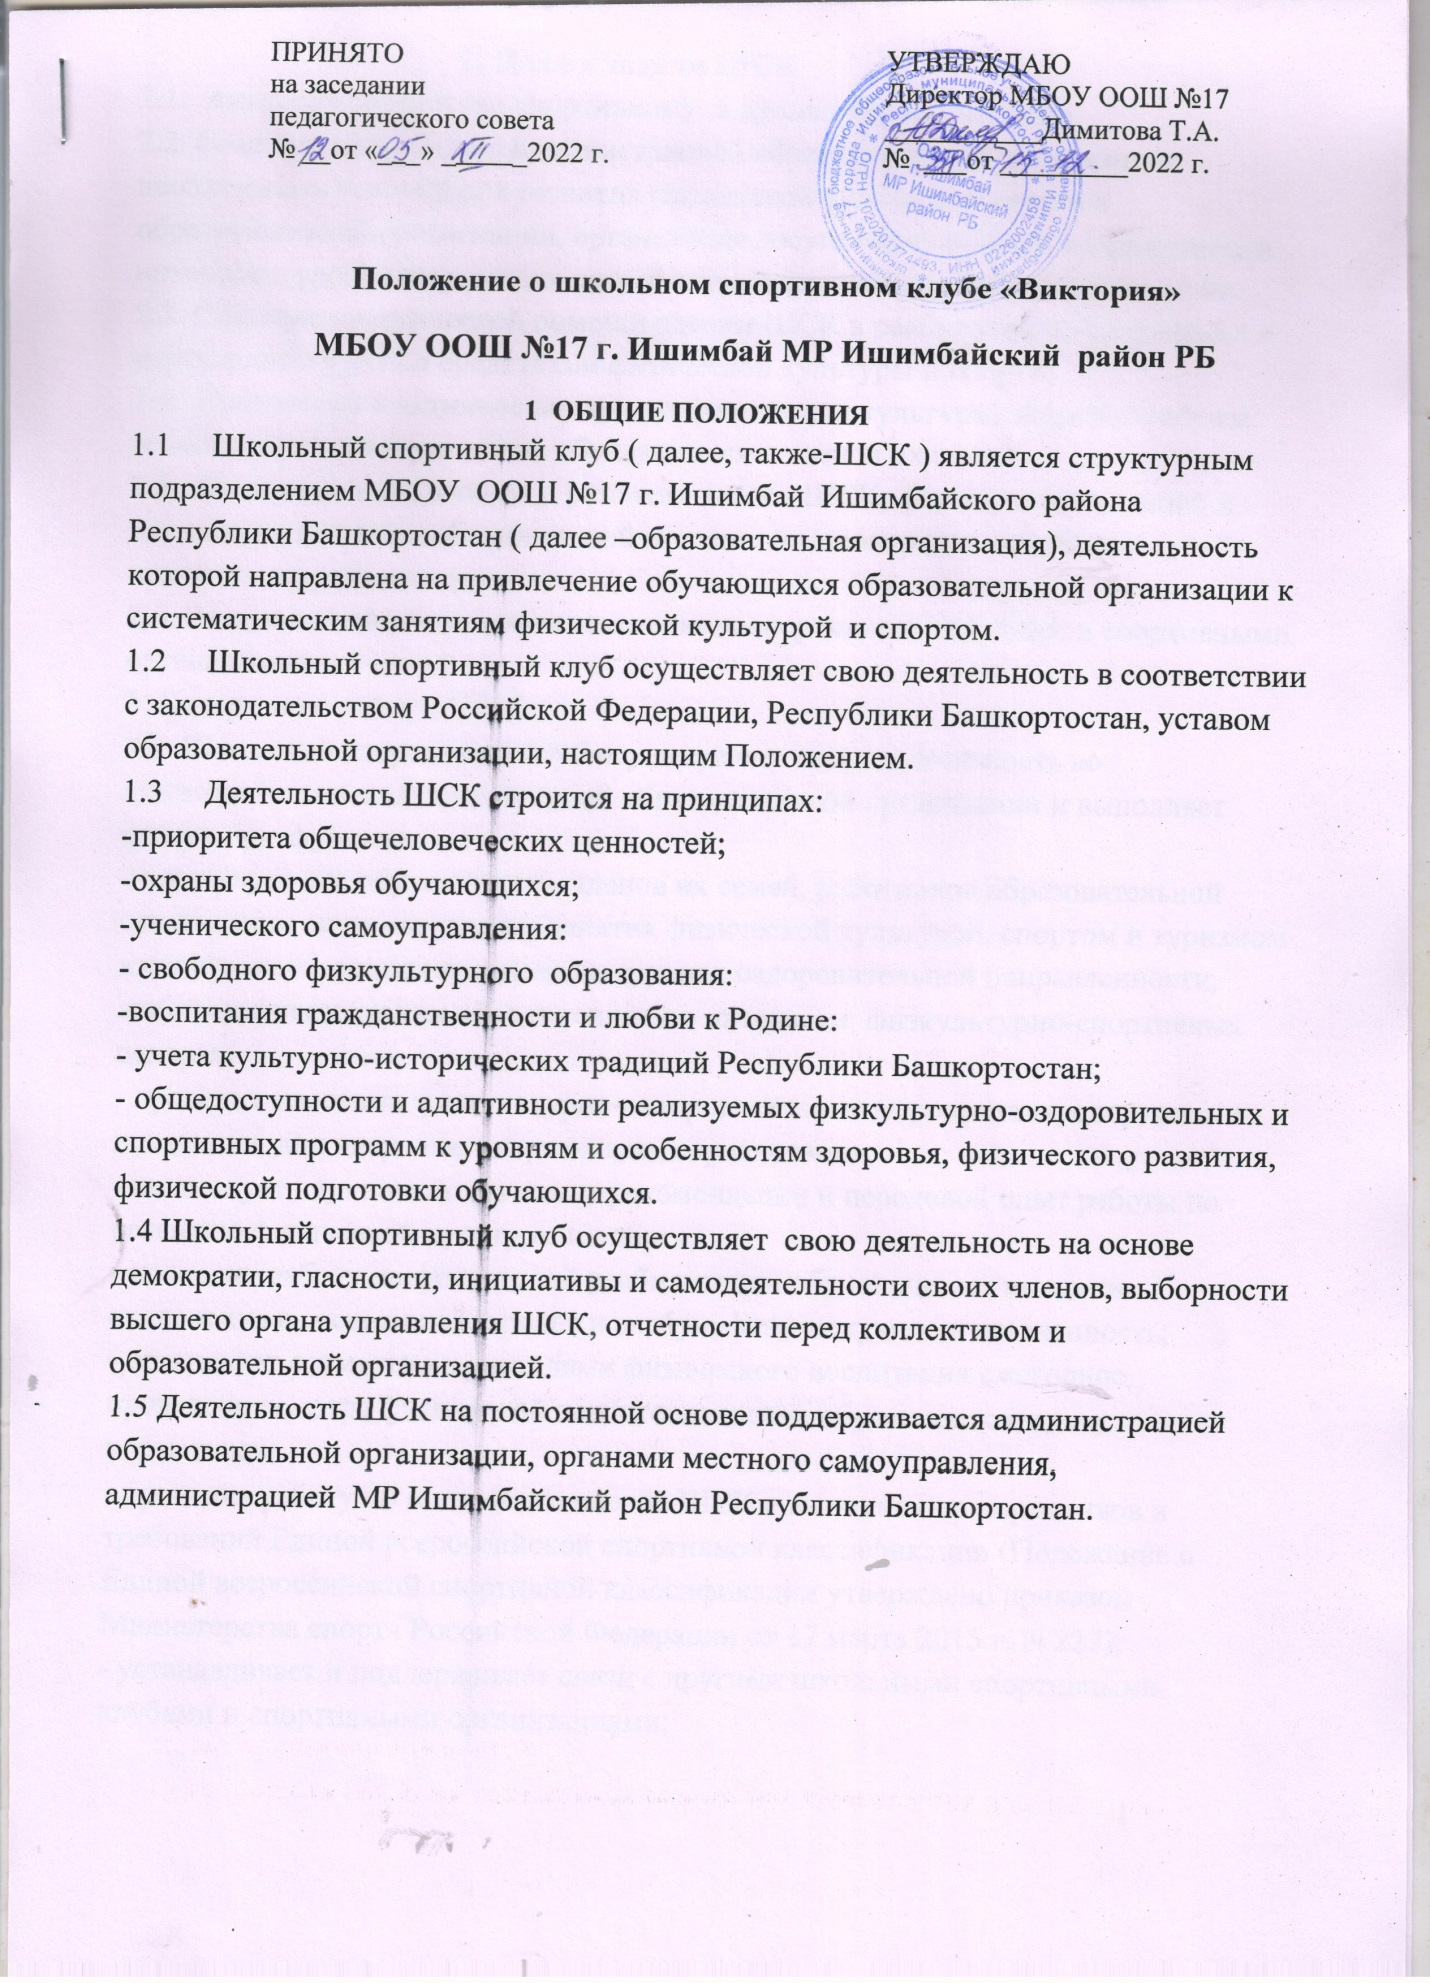 ПРИНЯТО
на заседании
педагогического совета
№ 12 от «05» XII 2022 г.
УТВЕРЖДАЮ
Директор МБОУ ООШ №17
Димитова Т.А.
№ от 2022 г.
г. Ишимбай
МР Ишимбайский
район РБ
Положение о школьном спортивном клубе «Виктория»
МБОУ ООШ №17 г. Ишимбай МР Ишимбайский район РБ
1 ОБЩИЕ ПОЛОЖЕНИЯ
1.1 Школьный спортивный клуб ( далее, также-ШСК ) является структурным
подразделением МБОУ ООШ №17 г. Ишимбай Ишимбайского района
Республики Башкортостан ( далее –образовательная организация), деятельность
которой направлена на привлечение обучающихся образовательной организации к
систематическим занятиям физической культурой и спортом.
1.2 Школьный спортивный клуб осуществляет свою деятельность в соответствии
с законодательством Российской Федерации, Республики Башкортостан, уставом
образовательной организации, настоящим Положением.
1.3 Деятельность ШСК строится на принципах:
-приоритета общечеловеческих ценностей;
-охраны здоровья обучающихся;
-ученического самоуправления:
- свободного физкультурного образования:
-воспитания гражданственности и любви к Родине:
- учета культурно-исторических традиций Республики Башкортостан;
- общедоступности и адаптивности реализуемых физкультурно-оздоровительных и
спортивных программ к уровням и особенностям здоровья, физического развития,
физической подготовки обучающихся.
1.4 Школьный спортивный клуб осуществляет свою деятельность на основе
демократии, гласности, инициативы и самодеятельности своих членов, выборности
высшего органа управления ШСК, отчетности перед коллективом и
образовательной организацией.
1.5 Деятельность ШСК на постоянной основе поддерживается администрацией
образовательной организации, органами местного самоуправления,
администрацией МР Ишимбайский район Республики Башкортостан.